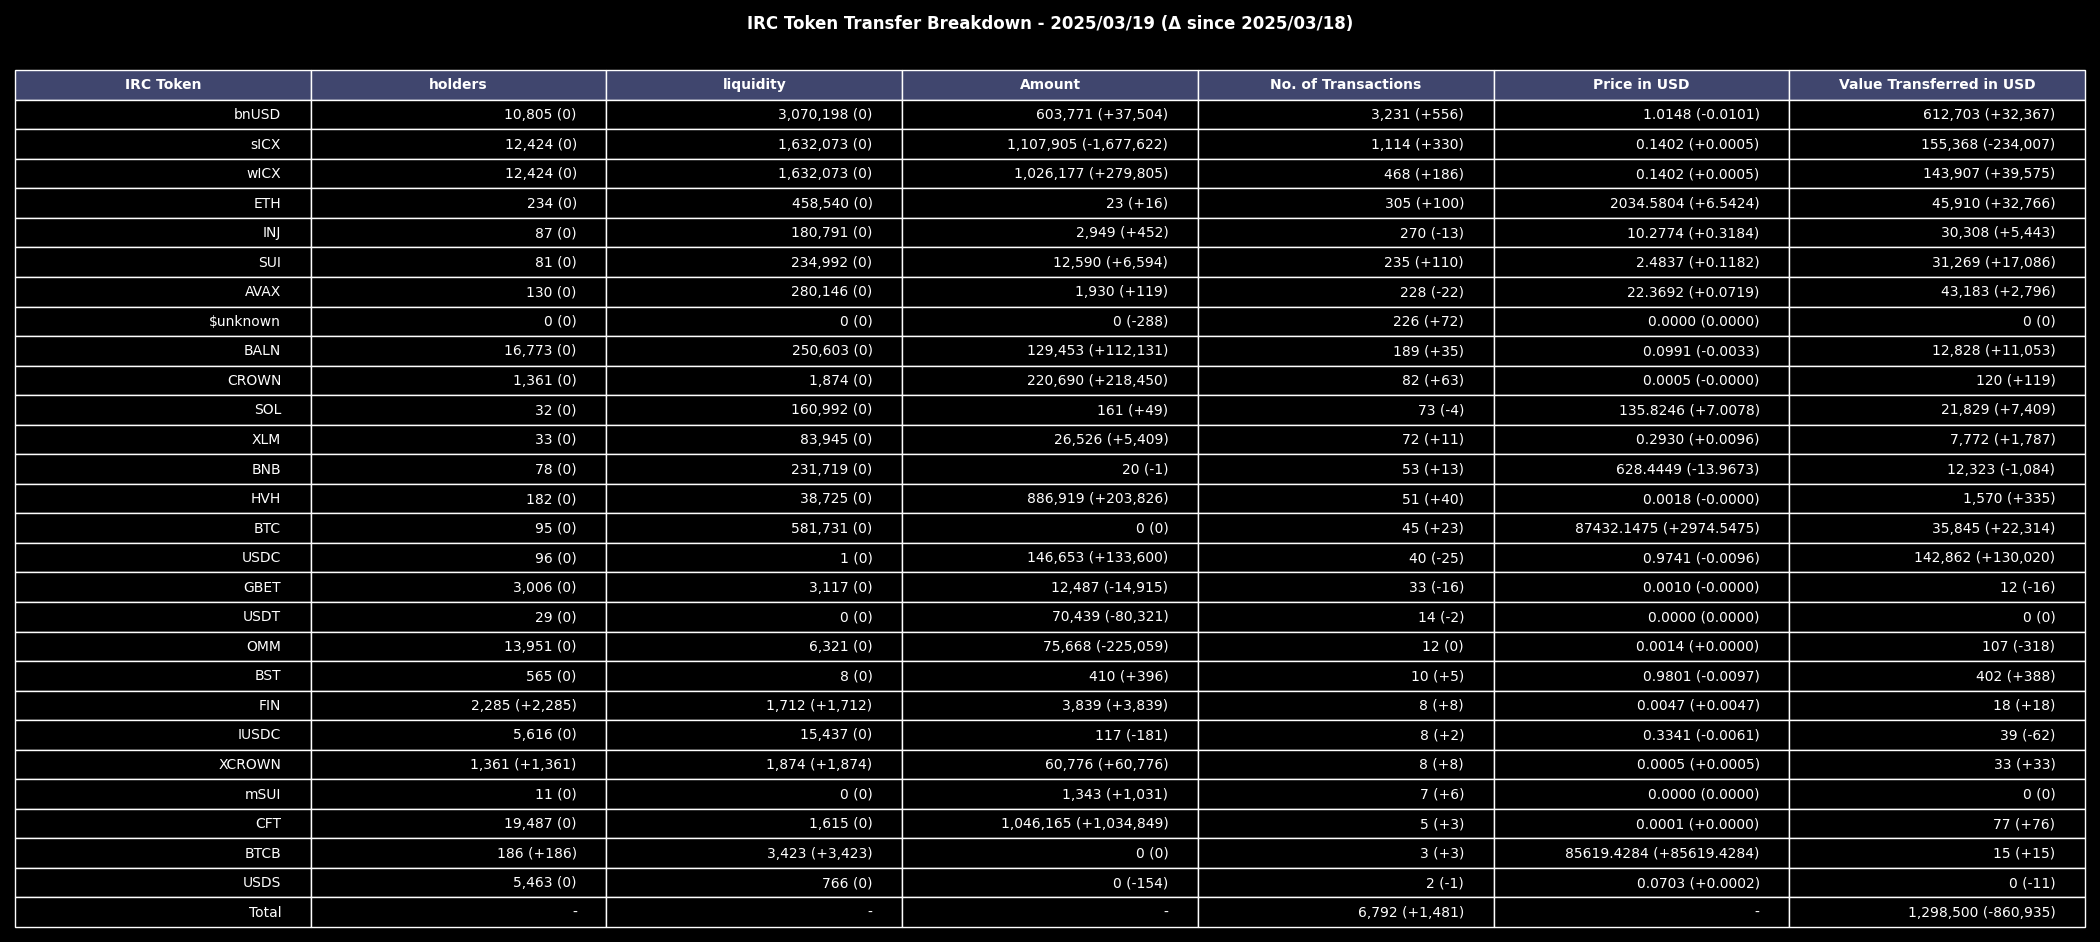 IRC Token Transfer Breakdown - 2025/03/19 (Δ since 2025/03/18)
IRC Token holders liquidity Amount No. of Transactions Price in USD Value Transferred in USD
bnUSD 10,805 (0) 3,070,198 (0) 603,771 (+37,504) 3,231 (+556) 1.0148 (-0.0101) 612,703 (+32,367)
sICX 12,424 (0) 1,632,073 (0) 1,107,905 (-1,677,622) 1,114 (+330) 0.1402 (+0.0005) 155,368 (-234,007)
wICX 12,424 (0) 1,632,073 (0) 1,026,177 (+279,805) 468 (+186) 0.1402 (+0.0005) 143,907 (+39,575)
ETH 234 (0) 458,540 (0) 23 (+16) 305 (+100) 2034.5804 (+6.5424) 45,910 (+32,766)
INJ 87 (0) 180,791 (0) 2,949 (+452) 270 (-13) 10.2774 (+0.3184) 30,308 (+5,443)
SUI 81 (0) 234,992 (0) 12,590 (+6,594) 235 (+110) 2.4837 (+0.1182) 31,269 (+17,086)
AVAX 130 (0) 280,146 (0) 1,930 (+119) 228 (-22) 22.3692 (+0.0719) 43,183 (+2,796)
$unknown 0 (0) 0 (0) 0 (-288) 226 (+72) 0.0000 (0.0000) 0 (0)
BALN 16,773 (0) 250,603 (0) 129,453 (+112,131) 189 (+35) 0.0991 (-0.0033) 12,828 (+11,053)
CROWN 1,361 (0) 1,874 (0) 220,690 (+218,450) 82 (+63) 0.0005 (-0.0000) 120 (+119)
SOL 32 (0) 160,992 (0) 161 (+49) 73 (-4) 135.8246 (+7.0078) 21,829 (+7,409)
XLM 33 (0) 83,945 (0) 26,526 (+5,409) 72 (+11) 0.2930 (+0.0096) 7,772 (+1,787)
BNB 78 (0) 231,719 (0) 20 (-1) 53 (+13) 628.4449 (-13.9673) 12,323 (-1,084)
HVH 182 (0) 38,725 (0) 886,919 (+203,826) 51 (+40) 0.0018 (-0.0000) 1,570 (+335)
BTC 95 (0) 581,731 (0) 0 (0) 45 (+23) 87432.1475 (+2974.5475) 35,845 (+22,314)
USDC 96 (0) 1 (0) 146,653 (+133,600) 40 (-25) 0.9741 (-0.0096) 142,862 (+130,020)
GBET 3,006 (0) 3,117 (0) 12,487 (-14,915) 33 (-16) 0.0010 (-0.0000) 12 (-16)
USDT 29 (0) 0 (0) 70,439 (-80,321) 14 (-2) 0.0000 (0.0000) 0 (0)
OMM 13,951 (0) 6,321 (0) 75,668 (-225,059) 12 (0) 0.0014 (+0.0000) 107 (-318)
BST 565 (0) 8 (0) 410 (+396) 10 (+5) 0.9801 (-0.0097) 402 (+388)
FIN 2,285 (+2,285) 1,712 (+1,712) 3,839 (+3,839) 8 (+8) 0.0047 (+0.0047) 18 (+18)
IUSDC 5,616 (0) 15,437 (0) 117 (-181) 8 (+2) 0.3341 (-0.0061) 39 (-62)
XCROWN 1,361 (+1,361) 1,874 (+1,874) 60,776 (+60,776) 8 (+8) 0.0005 (+0.0005) 33 (+33)
mSUI 11 (0) 0 (0) 1,343 (+1,031) 7 (+6) 0.0000 (0.0000) 0 (0)
CFT 19,487 (0) 1,615 (0) 1,046,165 (+1,034,849) 5 (+3) 0.0001 (+0.0000) 77 (+76)
BTCB 186 (+186) 3,423 (+3,423) 0 (0) 3 (+3) 85619.4284 (+85619.4284) 15 (+15)
USDS 5,463 (0) 766 (0) 0 (-154) 2 (-1) 0.0703 (+0.0002) 0 (-11)
Total - - - 6,792 (+1,481) - 1,298,500 (-860,935)